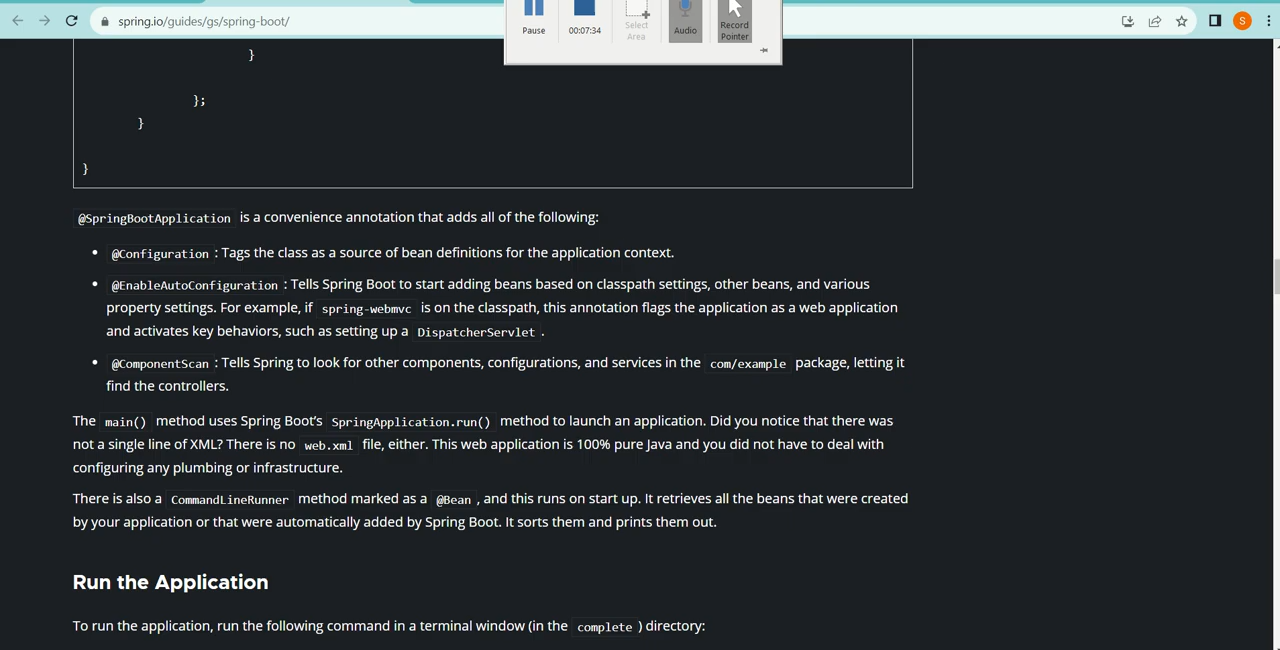 spring.io/guides/gs/spring-boot/
S
Pause
00:07:34
Select Area
Audio
Record Pointer
}
};
}
}
@SpringBootApplication is a convenience annotation that adds all of the following:
• @Configuration : Tags the class as a source of bean definitions for the application context.
• @EnableAutoConfiguration : Tells Spring Boot to start adding beans based on classpath settings, other beans, and various
property settings. For example, if spring-webmvc is on the classpath, this annotation flags the application as a web application
and activates key behaviors, such as setting up a DispatcherServlet .
• @ComponentScan : Tells Spring to look for other components, configurations, and services in the com/example package, letting it
find the controllers.
The main() method uses Spring Boot’s SpringApplication.run() method to launch an application. Did you notice that there was
not a single line of XML? There is no web.xml file, either. This web application is 100% pure Java and you did not have to deal with
configuring any plumbing or infrastructure.
There is also a CommandLineRunner method marked as a @Bean , and this runs on start up. It retrieves all the beans that were created
by your application or that were automatically added by Spring Boot. It sorts them and prints them out.
Run the Application
To run the application, run the following command in a terminal window (in the complete ) directory: